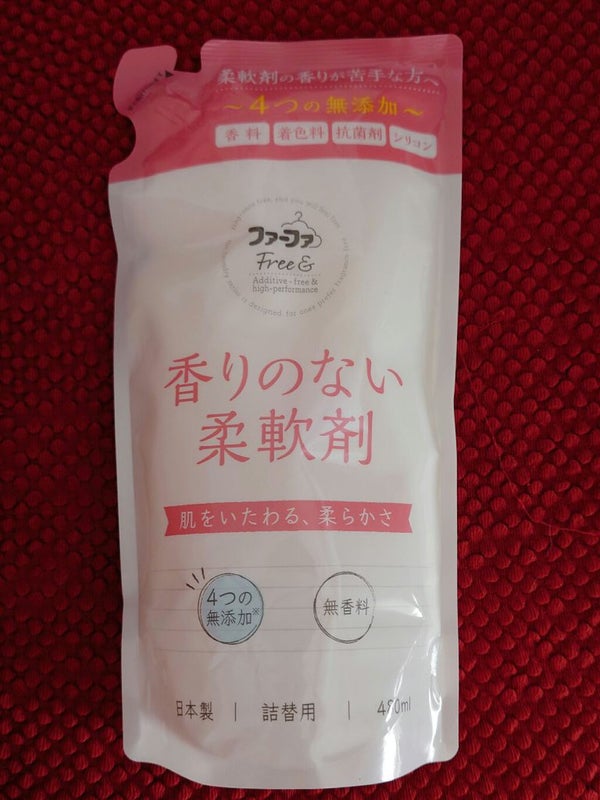 柔軟剤の香りが苦手な方へ
～4つの無添加～
香料 着色料 抗菌剤 シリコン
ファーファ
Free &
Additive-free &
high-performance
香りのない
柔軟剤
肌をいたわる、柔らかさ
4つの
無添加※
無香料
日本製 | 詰替用 | 480ml